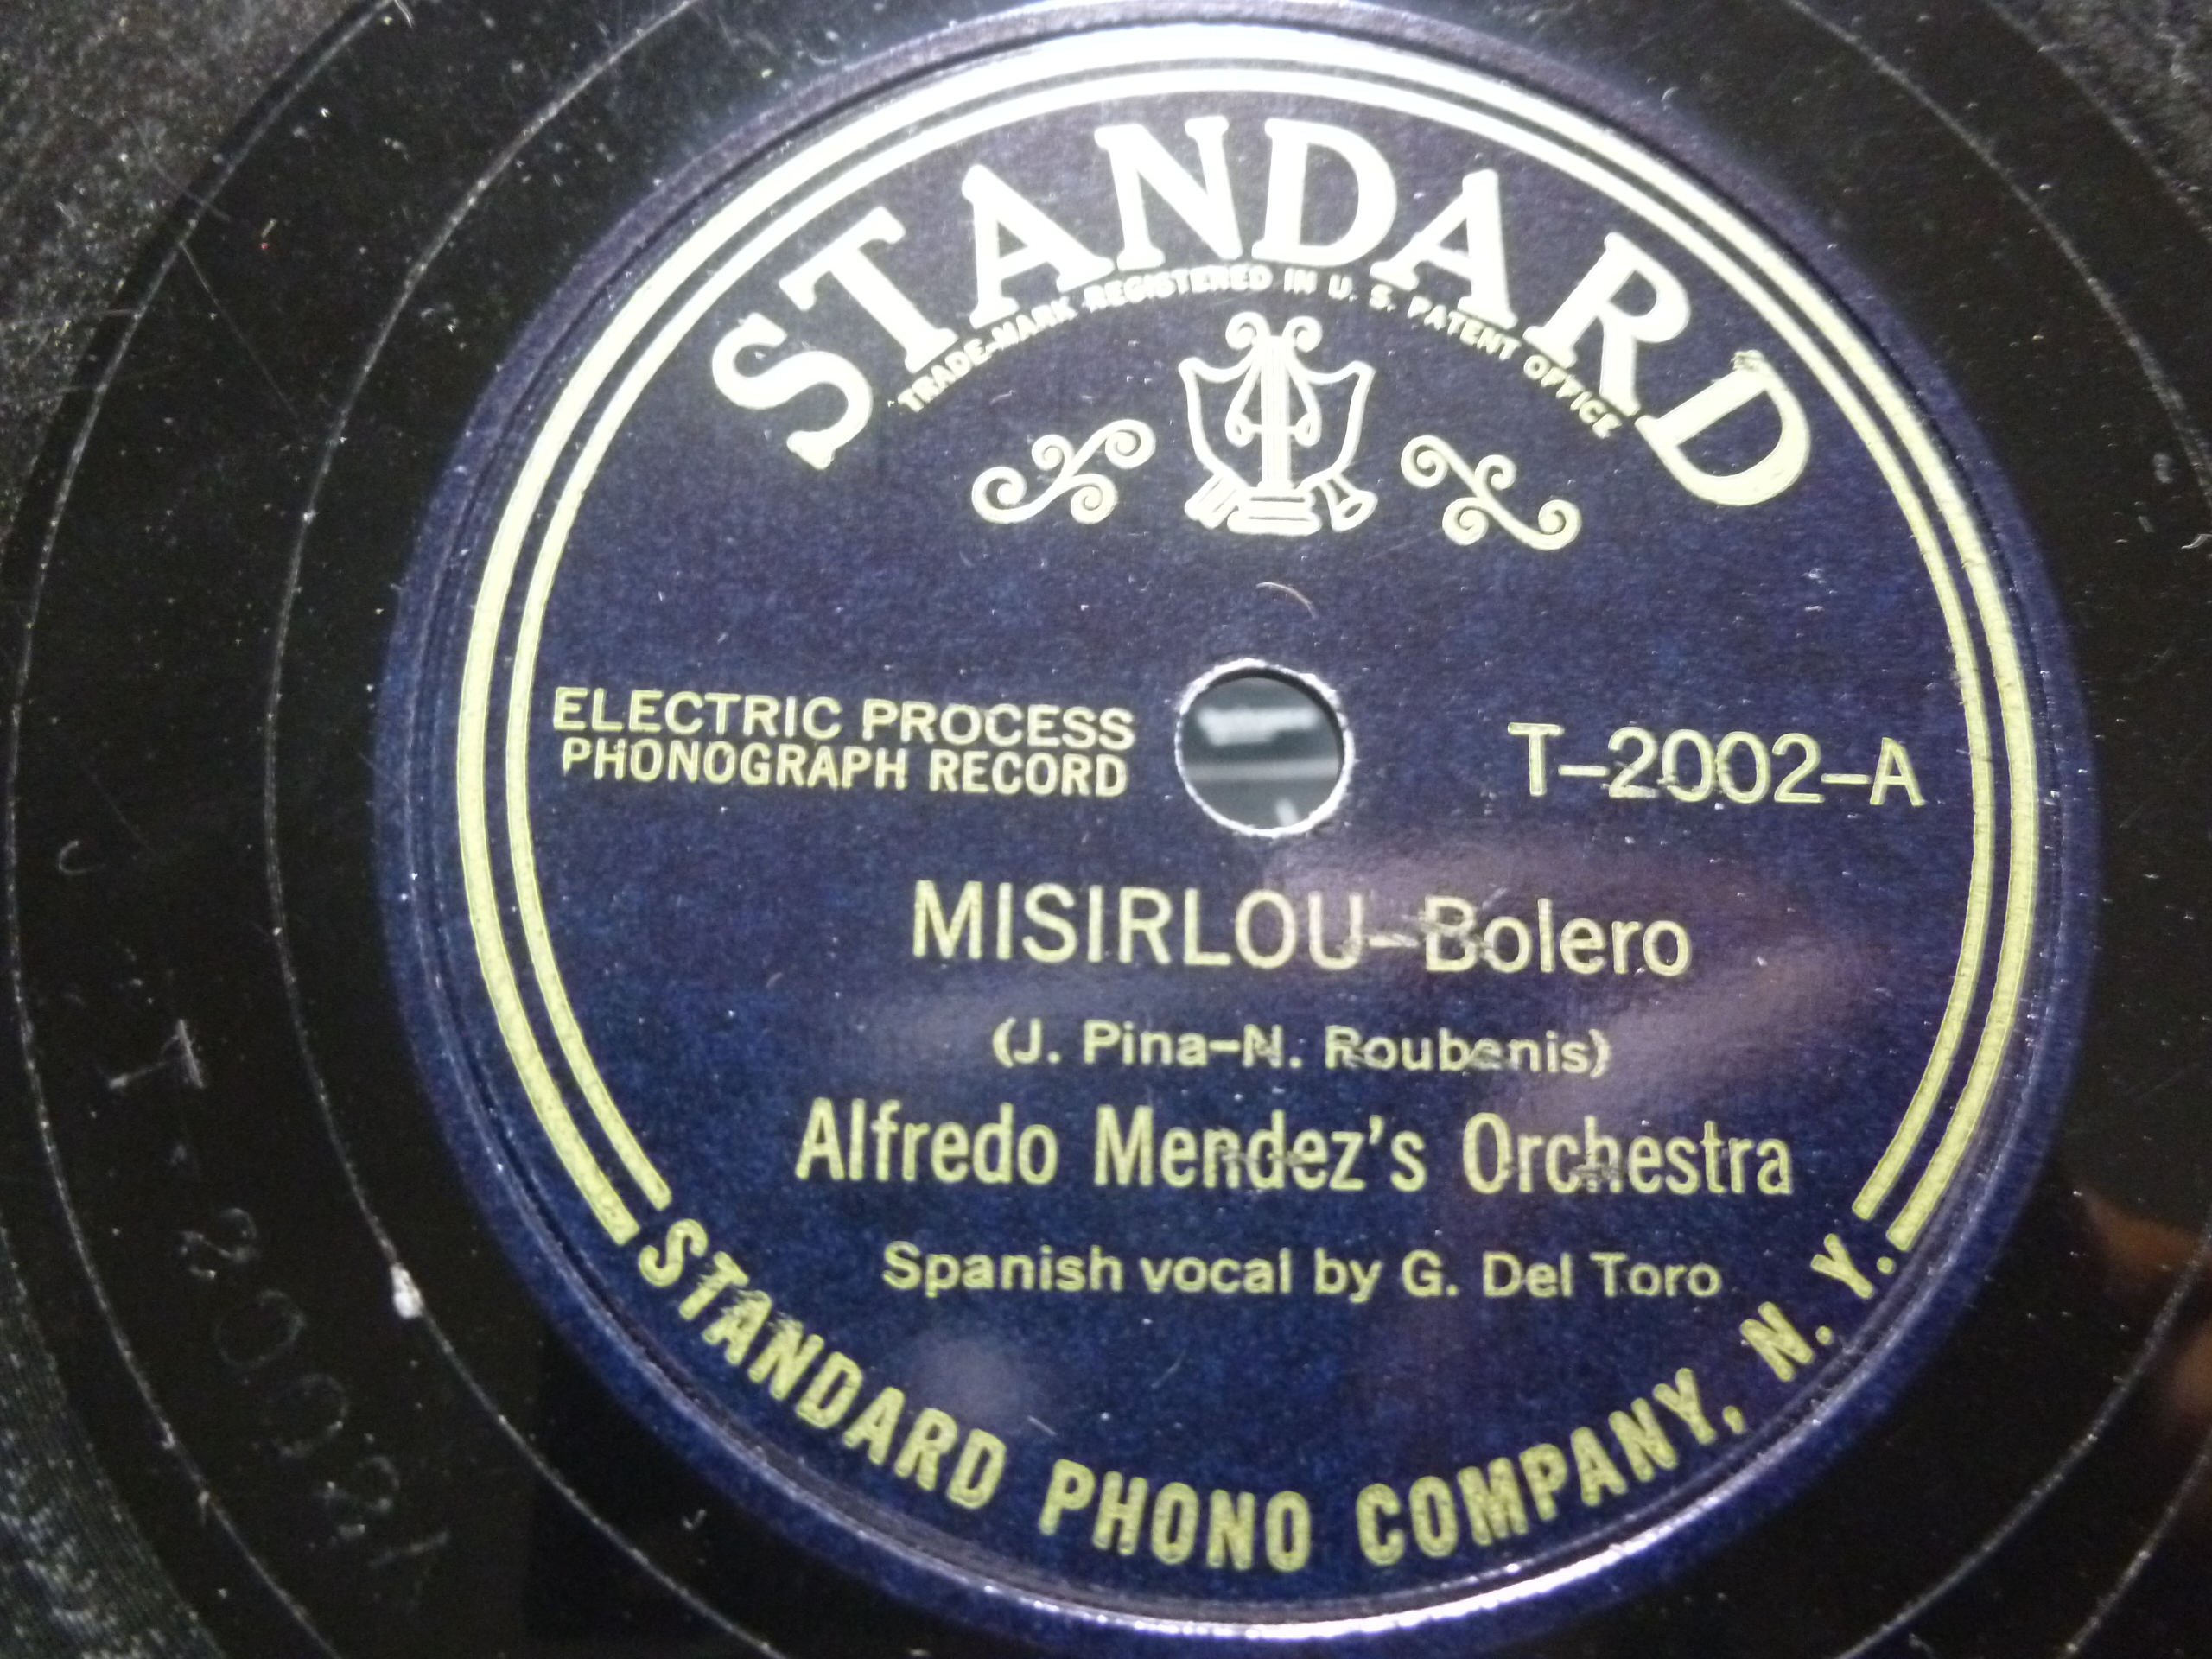 STANDARD
TRADE-MARK REGISTERED IN U. S. PATENT OFFICE
ELECTRIC PROCESS
PHONOGRAPH RECORD
T-2002-A
MISIRLOU-Bolero
(J. Pina-N. Roubanis)
Alfredo Mendez's Orchestra
Spanish vocal by G. Del Toro
STANDARD PHONO COMPANY, N. Y.
T-2002